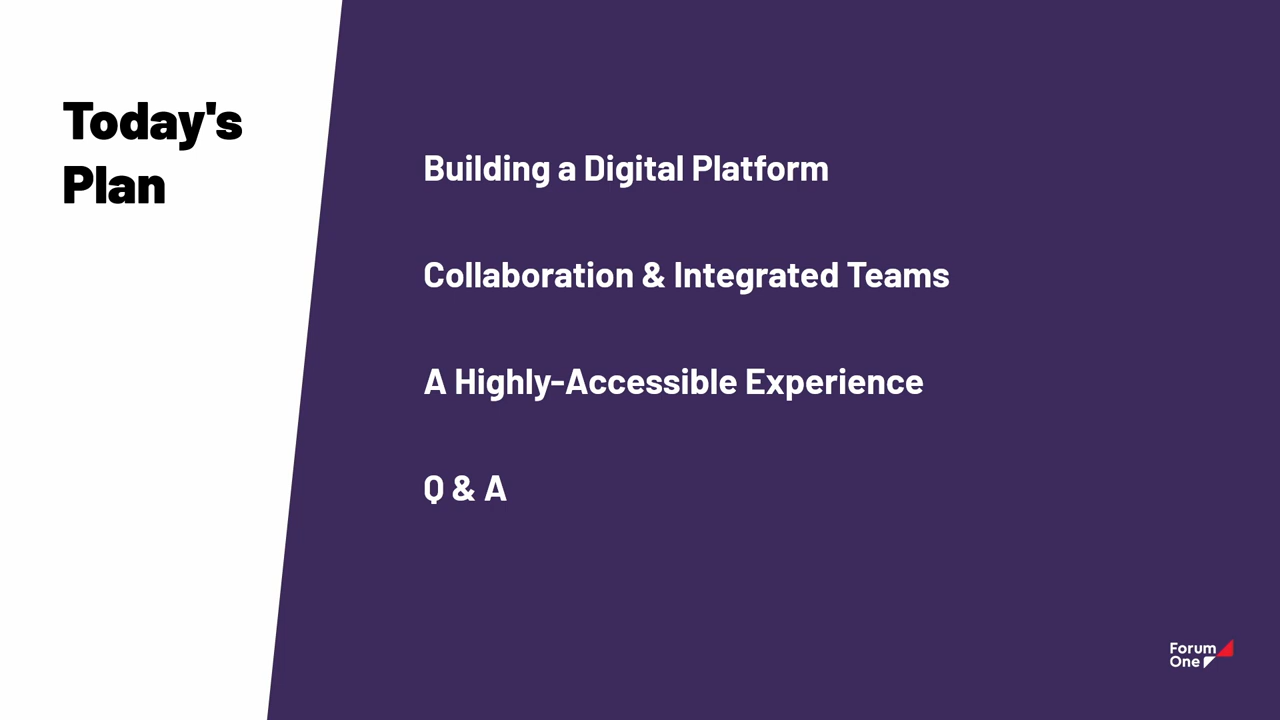 Today's
Plan
Building a Digital Platform
Collaboration & Integrated Teams
A Highly-Accessible Experience
Q & A
Forum
One